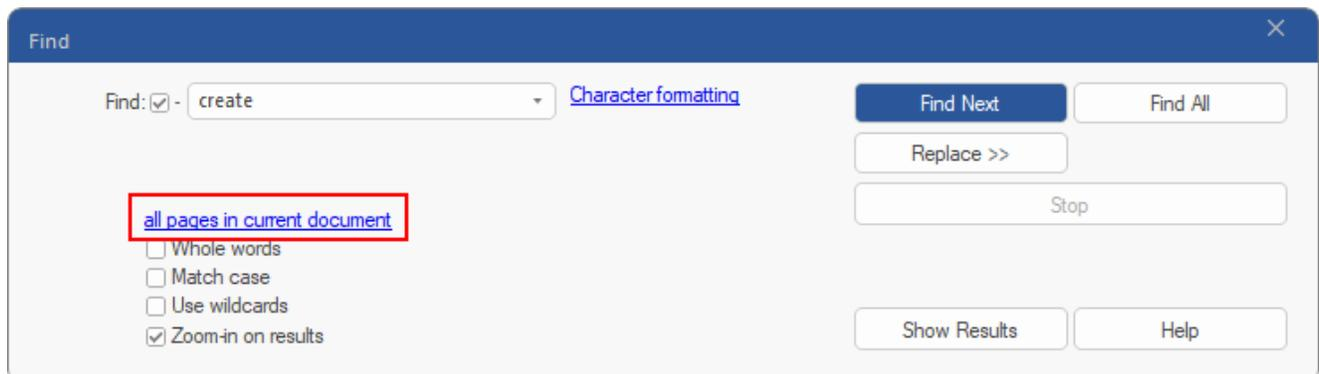 Find
Find: - create Character formatting Find Next Find All
Replace >>
Stop
all pages in current document
Whole words
Match case
Use wildcards
Zoom-in on results Show Results Help